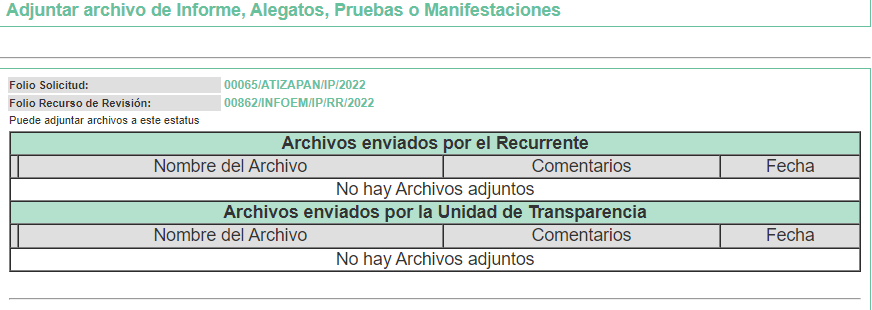 Adjuntar archivo de Informe, Alegatos, Pruebas o Manifestaciones
Folio Solicitud: 00065/ATIZAPAN/IP/2022
Folio Recurso de Revisión: 00862/INFOEM/IP/RR/2022
Puede adjuntar archivos a este estatus
Archivos enviados por el Recurrente
Nombre del Archivo Comentarios Fecha
No hay Archivos adjuntos
Archivos enviados por la Unidad de Transparencia
Nombre del Archivo Comentarios Fecha
No hay Archivos adjuntos